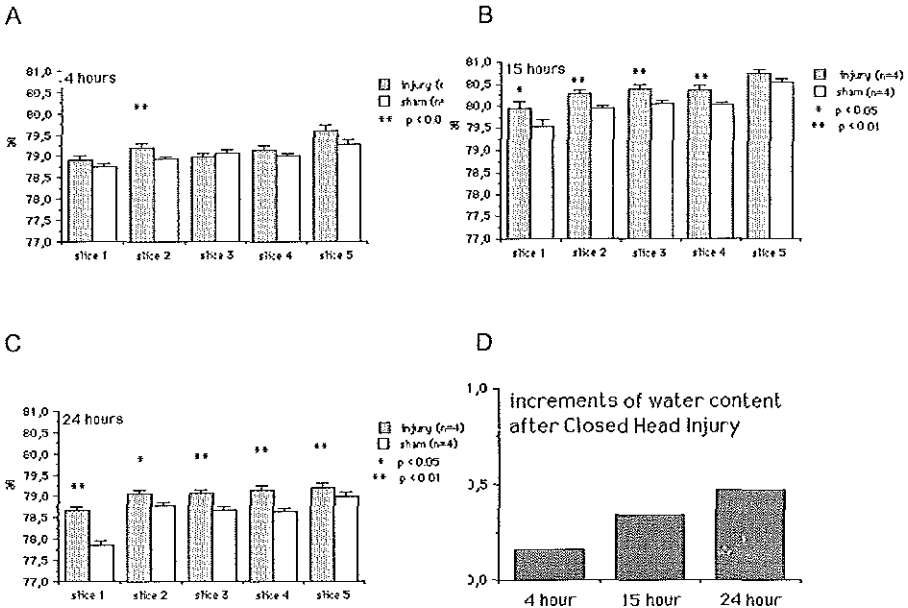 A
4 hours
81,0
80,5
80,0
79,5
79,0
78,5
78,0
77,5
77,0
%
**
slice 1 slice 2 slice 3 slice 4 slice 5
injury (n
sham (n
** p < 0,0
B
15 hours
81,0
80,5
80,0
79,5
79,0
78,5
78,0
77,5
77,0
%
* ** ** **
slice 1 slice 2 slice 3 slice 4 slice 5
injury (n=4)
sham (n=4)
* p < 0.05
** p < 0.01
C
24 hours
81,0
80,5
80,0
79,5
79,0
78,5
78,0
77,5
77,0
%
** * ** ** **
slice 1 slice 2 slice 3 slice 4 slice 5
injury (n=4)
sham (n=4)
* p < 0.05
** p < 0.01
D
increments of water content
after Closed Head Injury
1,0
0,5
0,0
4 hour 15 hour 24 hour